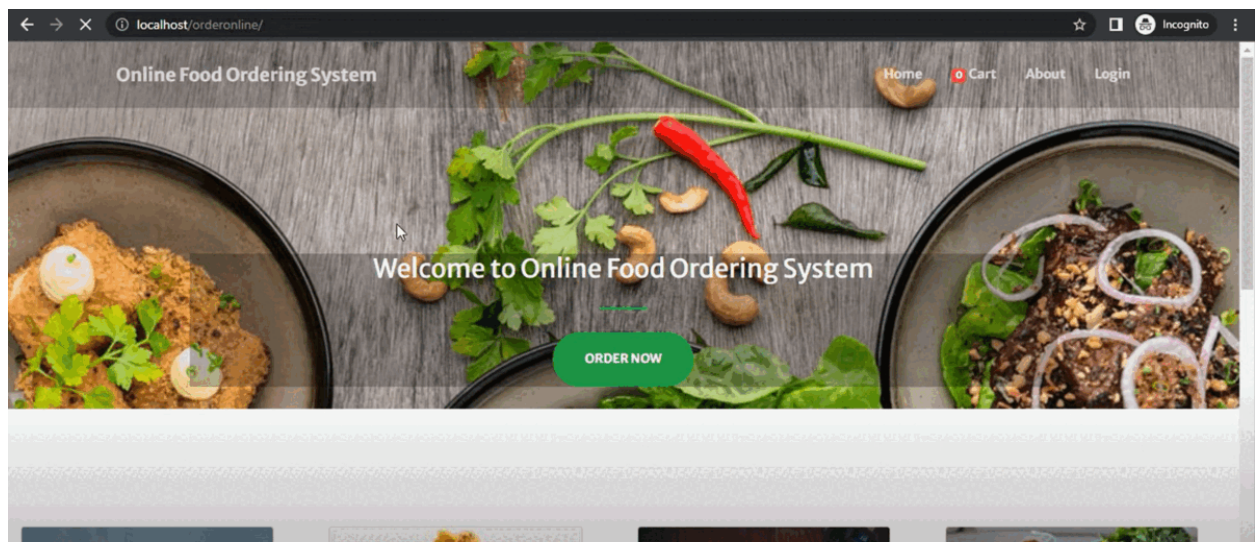 localhost/orderonline/
Incognito
Online Food Ordering System
Home 0 Cart About Login
Welcome to Online Food Ordering System
ORDER NOW